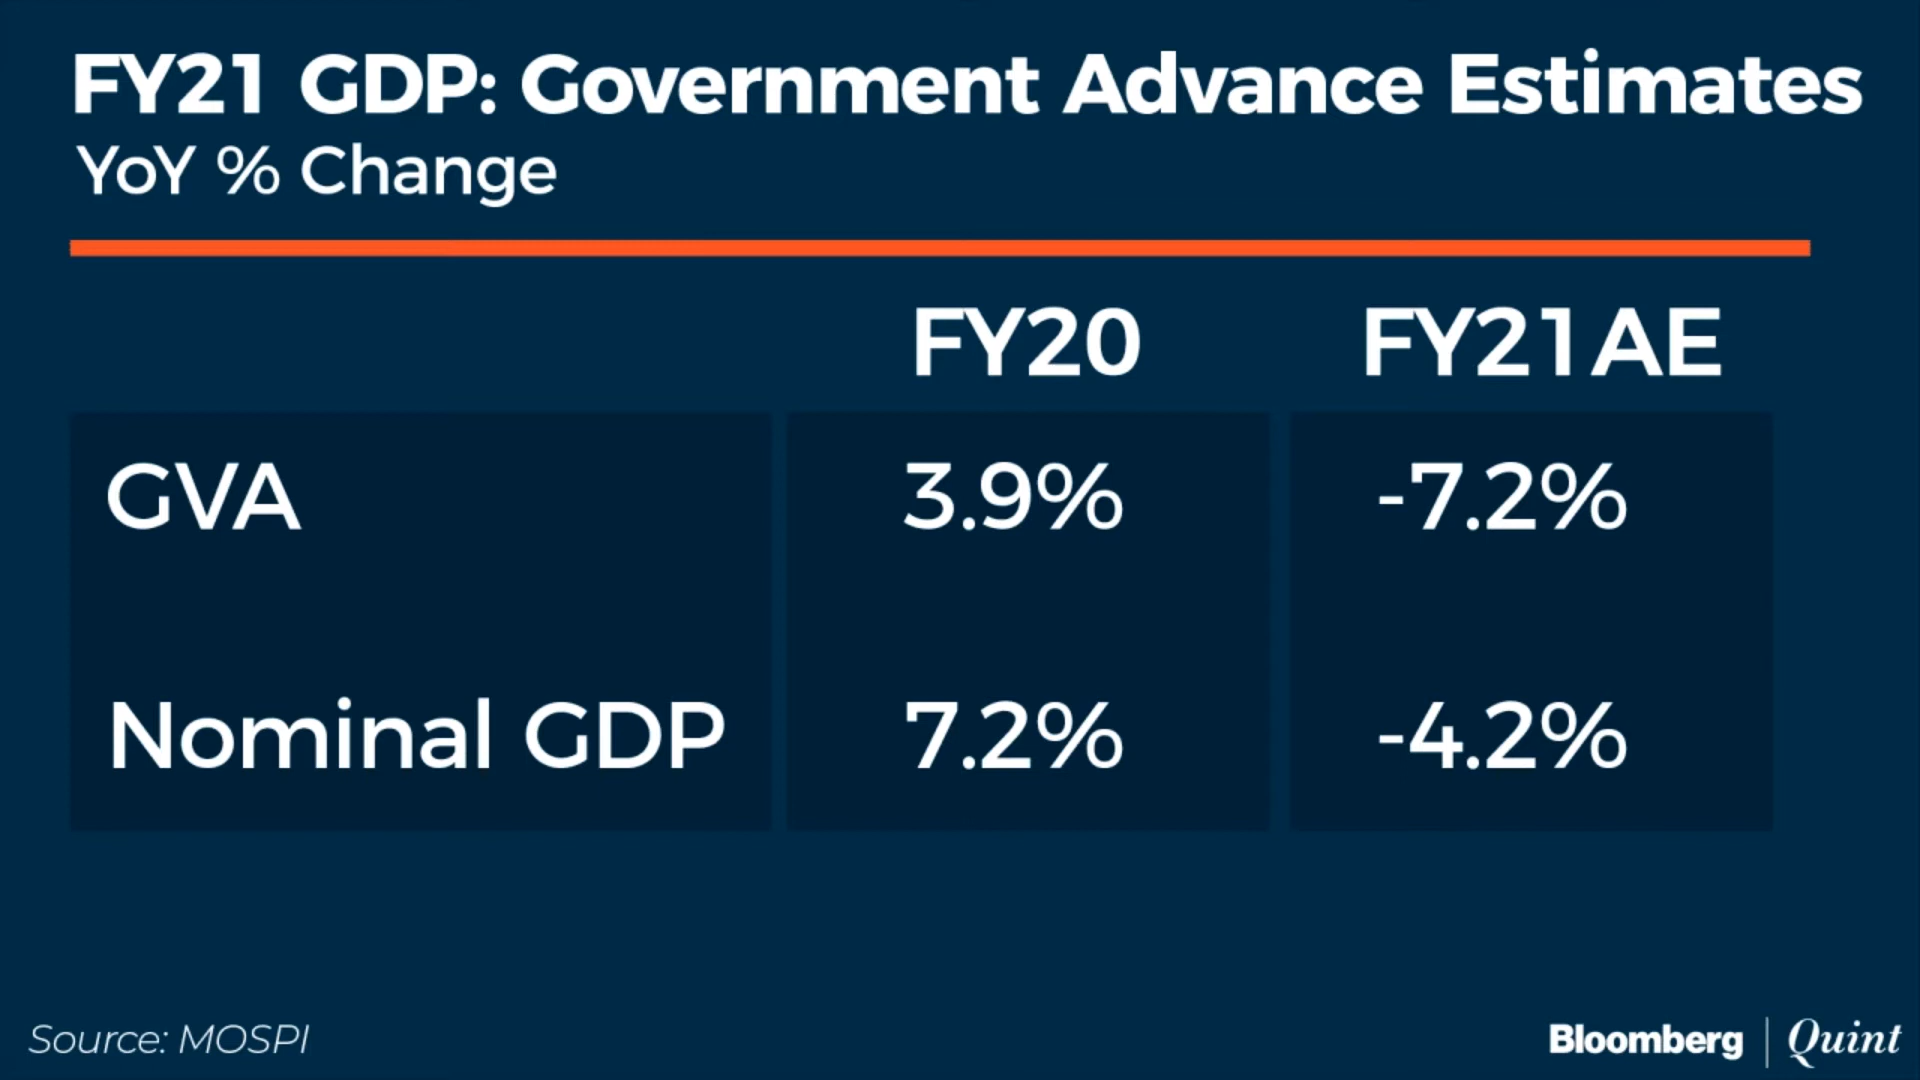 FY21 GDP: Government Advance Estimates
YoY % Change
FY20 FY21AE
GVA 3.9% -7.2%
Nominal GDP 7.2% -4.2%
Source: MOSPI
Bloomberg | Quint